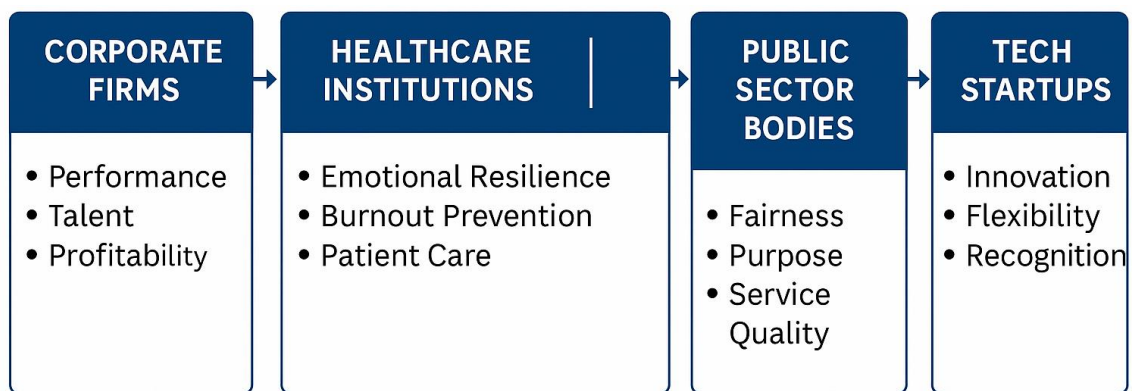 CORPORATE
FIRMS
• Performance
• Talent
• Profitability
HEALTHCARE
INSTITUTIONS
• Emotional Resilience
• Burnout Prevention
• Patient Care
PUBLIC
SECTOR
BODIES
• Fairness
• Purpose
• Service
Quality
TECH
STARTUPS
• Innovation
• Flexibility
• Recognition